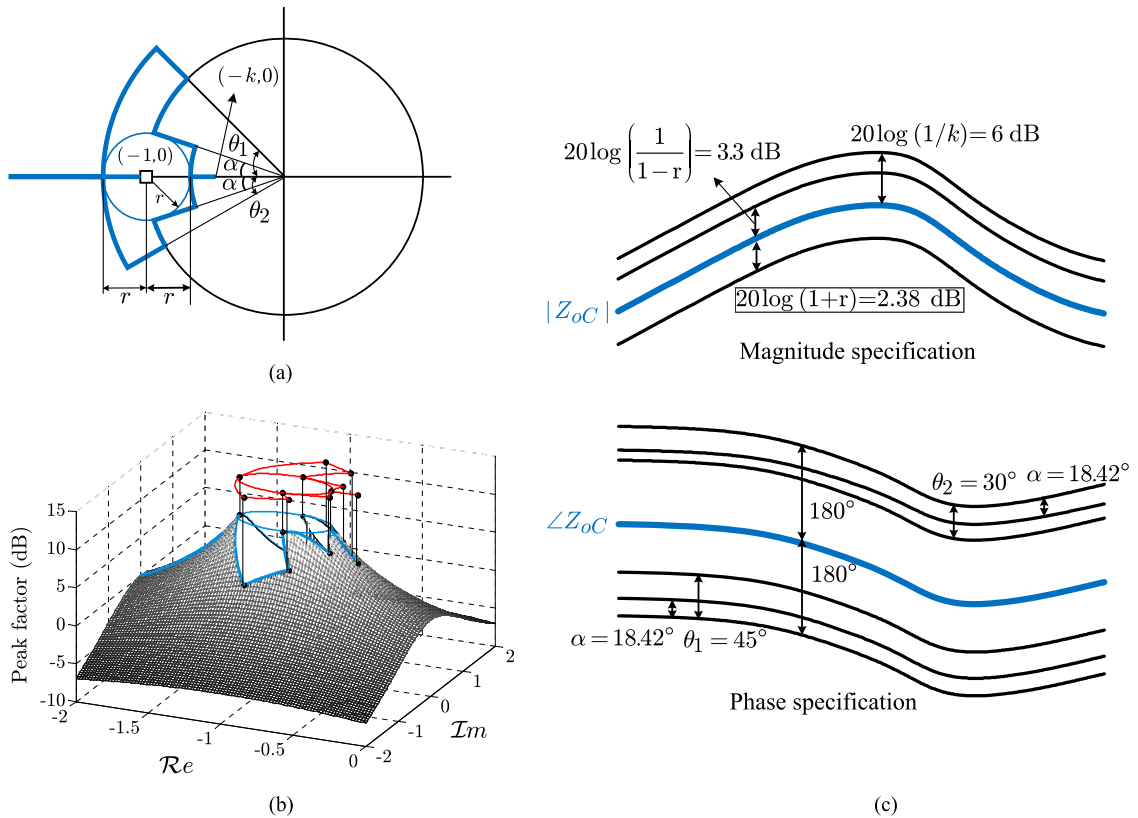 (−k,0)
(−1,0)
θ1
α
α
θ2
r
r
r
(a)
20log (1/(1−r)) = 3.3 dB
20log (1/k) = 6 dB
|ZoC|
20log (1+r)=2.38 dB
Magnitude specification
Peak factor (dB)
15
10
5
0
-5
-10
-2
-1.5
-1
-0.5
0
Re
-2
-1
0
1
2
Im
(b)
θ2 = 30° α = 18.42°
180°
∠ZoC
180°
α = 18.42° θ1 = 45°
Phase specification
(c)